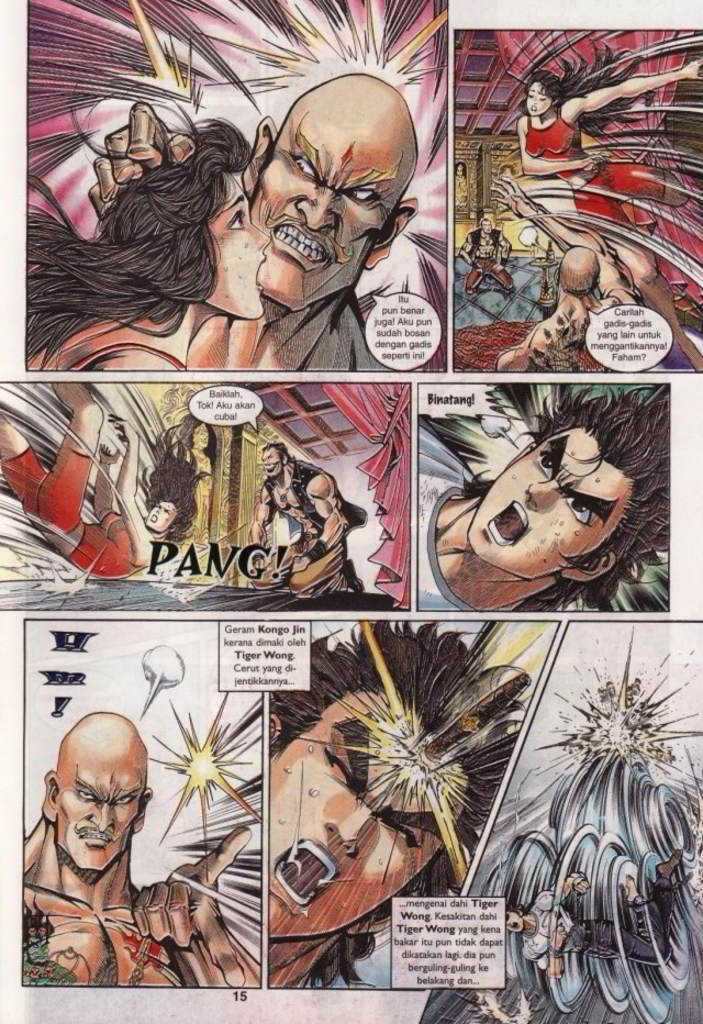 Itu
pun benar
juga! Aku pun
sudah bosan
dengan gadis
seperti ini!
Carilah
gadis-gadis
yang lain untuk
menggantikannya!
Faham?
Baiklah,
Tok! Aku akan
cuba!
PANG!
Binatang!
H
E
!
Geram Kongo Jin
kerana dimaki oleh
Tiger Wong.
Cerut yang di-
jentikkannya...
...mengenai dahi Tiger
Wong. Kesakitan dahi
Tiger Wong yang kena
bakar itu pun tidak dapat
dikatakan lagi. dia pun
berguling-guling ke
belakang dan...
15